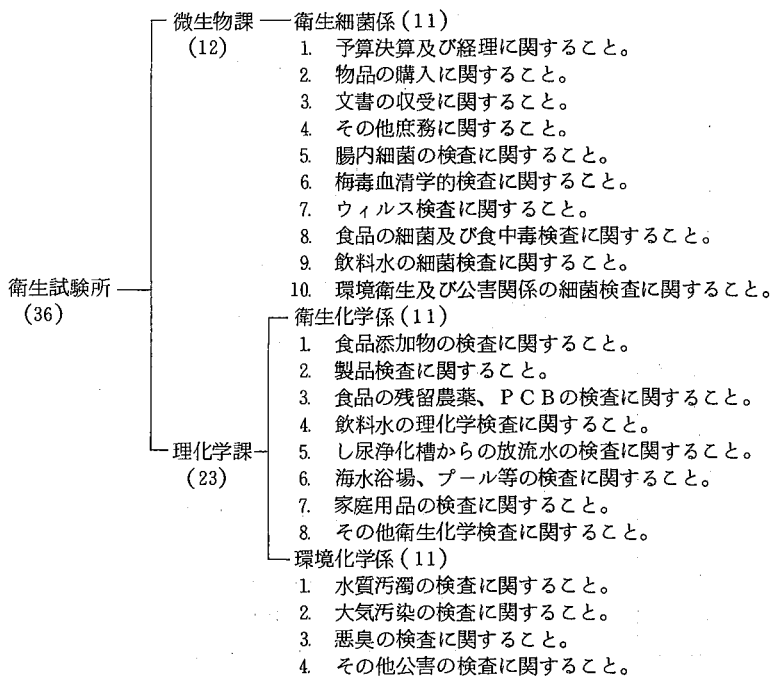 微生物課 衛生細菌係(11)
(12) 1. 予算決算及び経理に関すること。
2. 物品の購入に関すること。
3. 文書の収受に関すること。
4. その他庶務に関すること。
5. 腸内細菌の検査に関すること。
6. 梅毒血清学的検査に関すること。
7. ウィルス検査に関すること。
8. 食品の細菌及び食中毒検査に関すること。
9. 飲料水の細菌検査に関すること。
衛生試験所
(36)
10. 環境衛生及び公害関係の細菌検査に関すること。
理化学課
(23)
衛生化学係(11)
1. 食品添加物の検査に関すること。
2. 製品検査に関すること。
3. 食品の残留農薬、PCBの検査に関すること。
4. 飲料水の理化学検査に関すること。
5. し尿浄化槽からの放流水の検査に関すること。
6. 海水浴場、プール等の検査に関すること。
7. 家庭用品の検査に関すること。
8. その他衛生化学検査に関すること。
環境化学係(11)
1. 水質汚濁の検査に関すること。
2. 大気汚染の検査に関すること。
3. 悪臭の検査に関すること。
4. その他公害の検査に関すること。